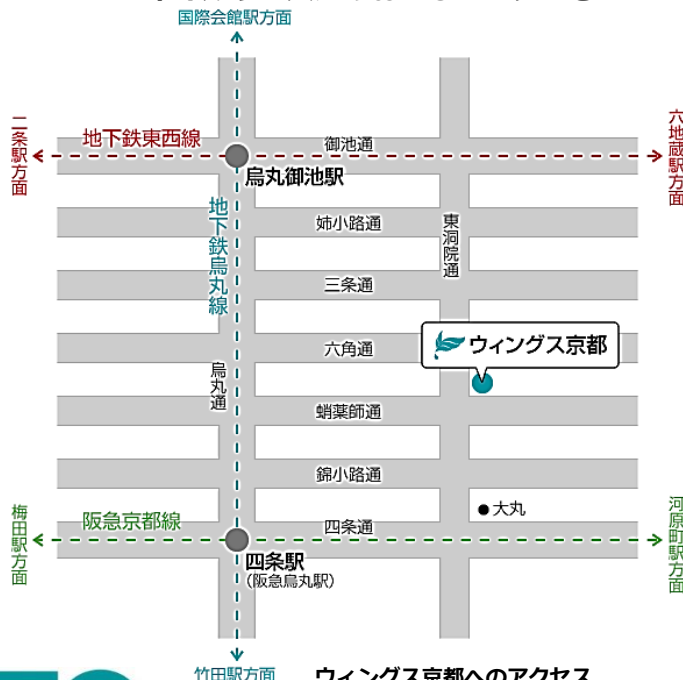 国際会館駅方面
二条駅方面
地下鉄東西線
御池通
六地蔵駅方面
烏丸御池駅
地下鉄烏丸線
姉小路通
東洞院通
三条通
六角通
ウィングス京都
烏丸通
蛸薬師通
錦小路通
大丸
梅田駅方面
阪急京都線
四条通
河原町駅方面
四条駅
(阪急烏丸駅)
竹田駅方面
ウィングス京都へのアクセス